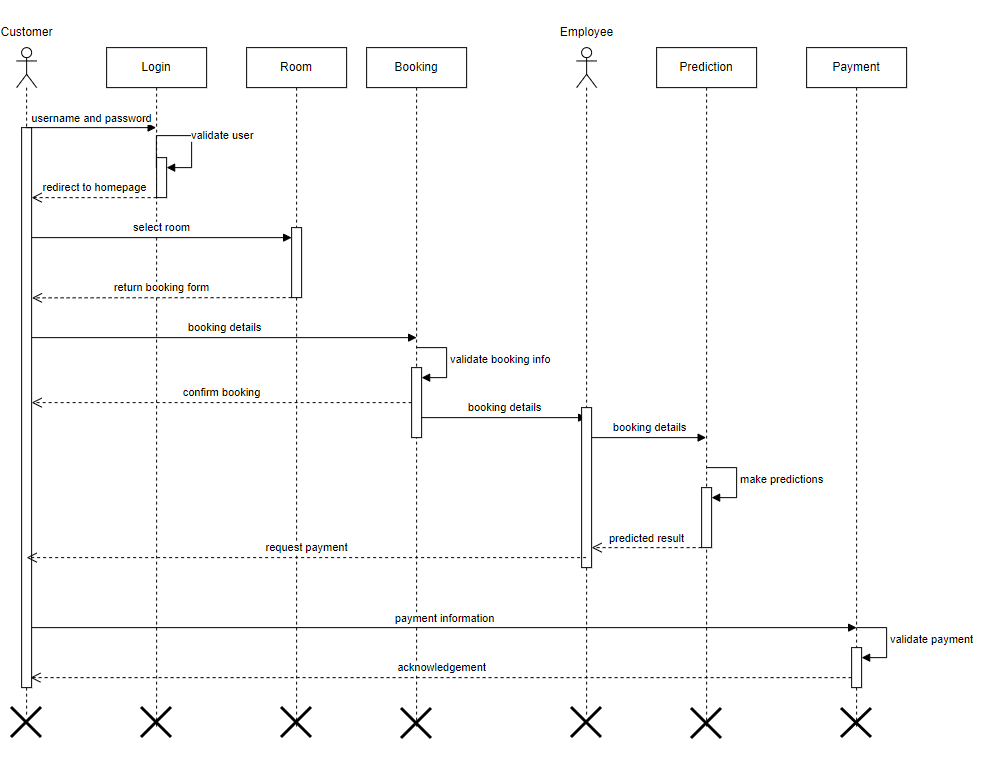 Customer
Employee
Login
Room
Booking
Prediction
Payment
username and password
validate user
redirect to homepage
select room
return booking form
booking details
validate booking info
confirm booking
booking details
booking details
make predictions
predicted result
request payment
payment information
validate payment
acknowledgement